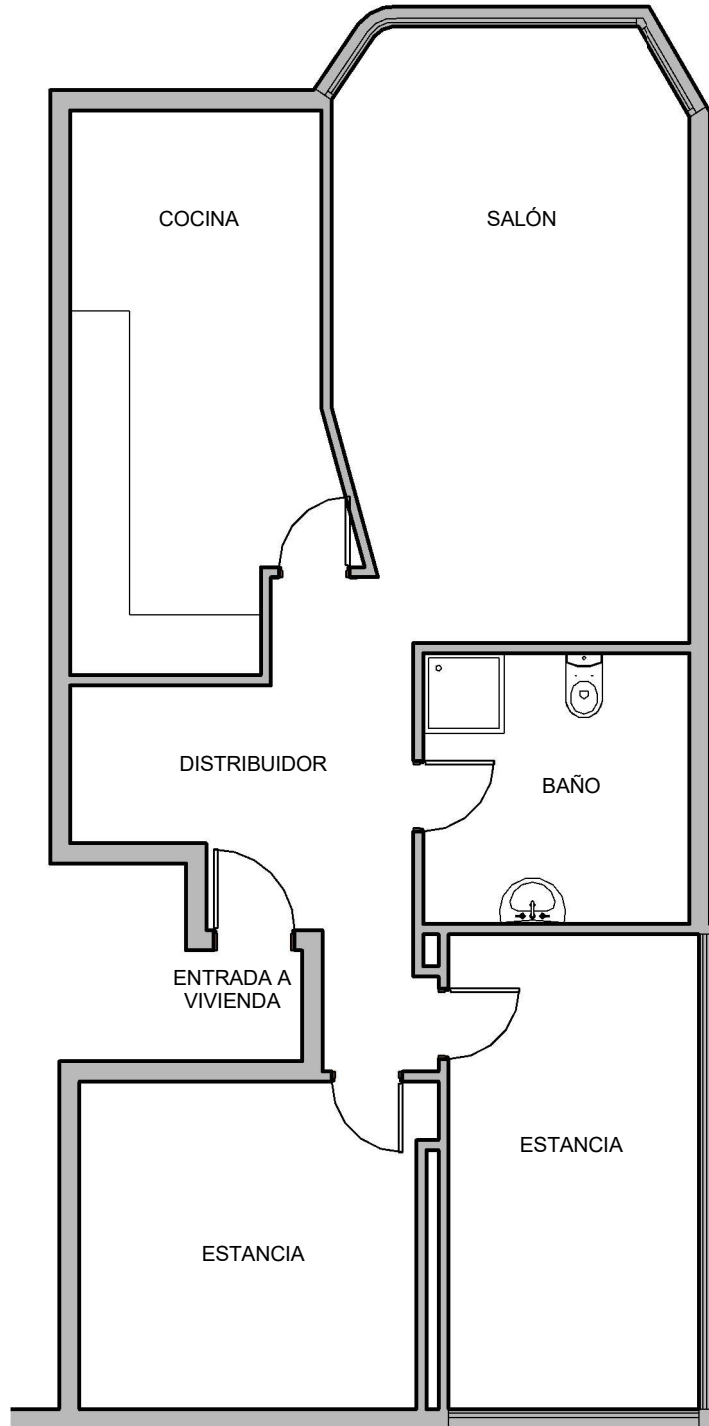 COCINA
SALÓN
DISTRIBUIDOR
BAÑO
ENTRADA A
VIVIENDA
ESTANCIA
ESTANCIA